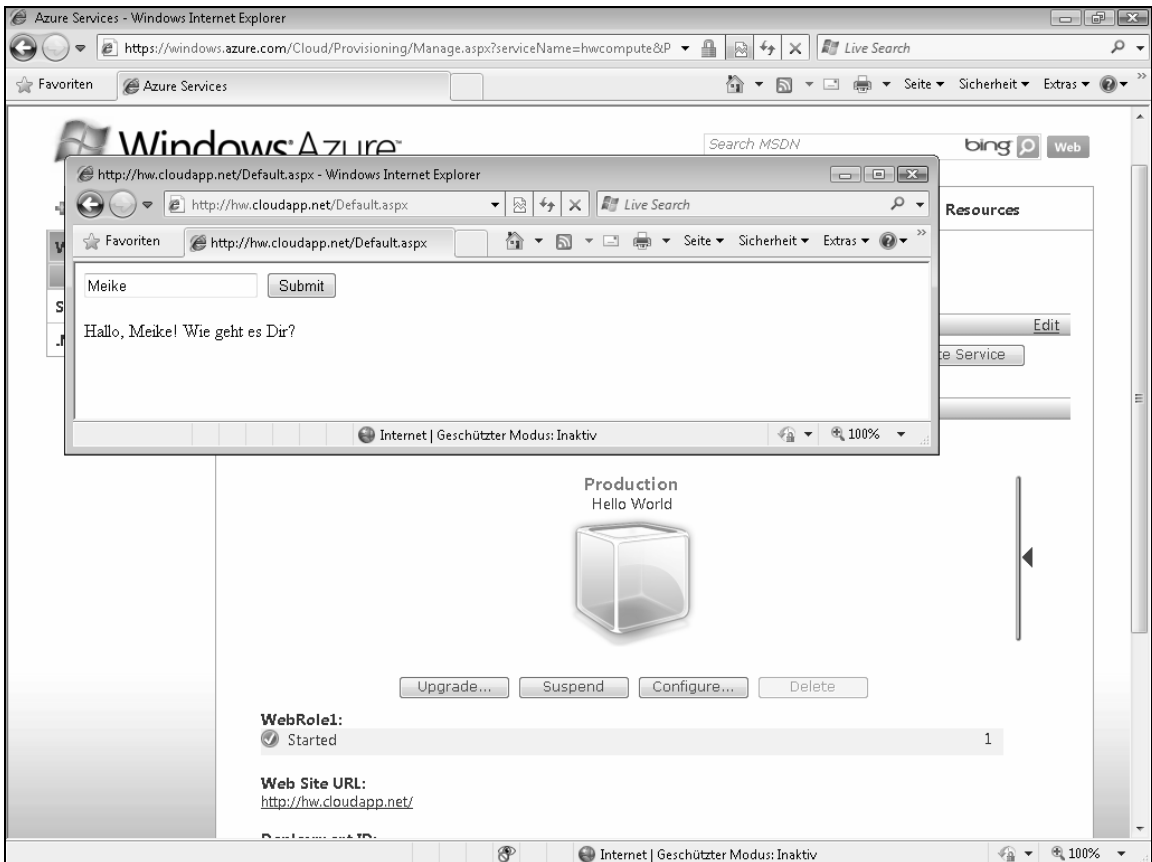 Azure Services - Windows Internet Explorer
https://windows.azure.com/Cloud/Provisioning/Manage.aspx?serviceName=hwcompute&P
Live Search
Favoriten
Azure Services
Seite
Sicherheit
Extras
Windows Azure™
Search MSDN
bing
Web
http://hw.cloudapp.net/Default.aspx - Windows Internet Explorer
http://hw.cloudapp.net/Default.aspx
Live Search
Resources
Favoriten
http://hw.cloudapp.net/Default.aspx
Seite
Sicherheit
Extras
Meike
Submit
Hallo, Meike! Wie geht es Dir?
Edit
Service
Internet | Geschützter Modus: Inaktiv
100%
Production
Hello World
Upgrade...
Suspend
Configure...
Delete
WebRole1:
Started
1
Web Site URL:
http://hw.cloudapp.net/
Internet | Geschützter Modus: Inaktiv
100%